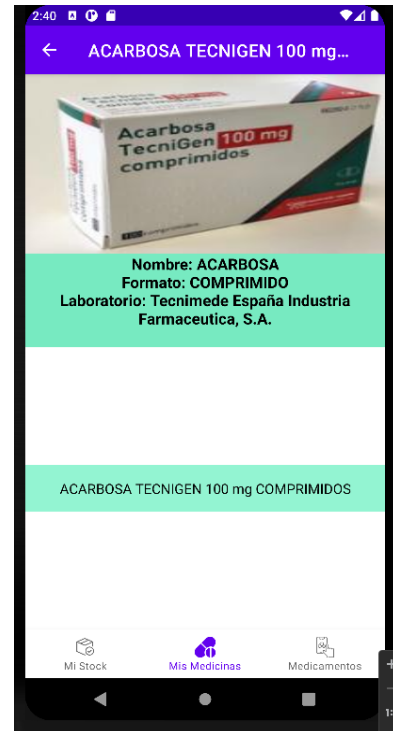 2:40
ACARBOSA TECNIGEN 100 mg...
Acarbosa
TecniGen 100 mg
comprimidos
Nombre: ACARBOSA
Formato: COMPRIMIDO
Laboratorio: Tecnimede España Industria
Farmaceutica, S.A.
ACARBOSA TECNIGEN 100 mg COMPRIMIDOS
Mi Stock
Mis Medicinas
Medicamentos
1: